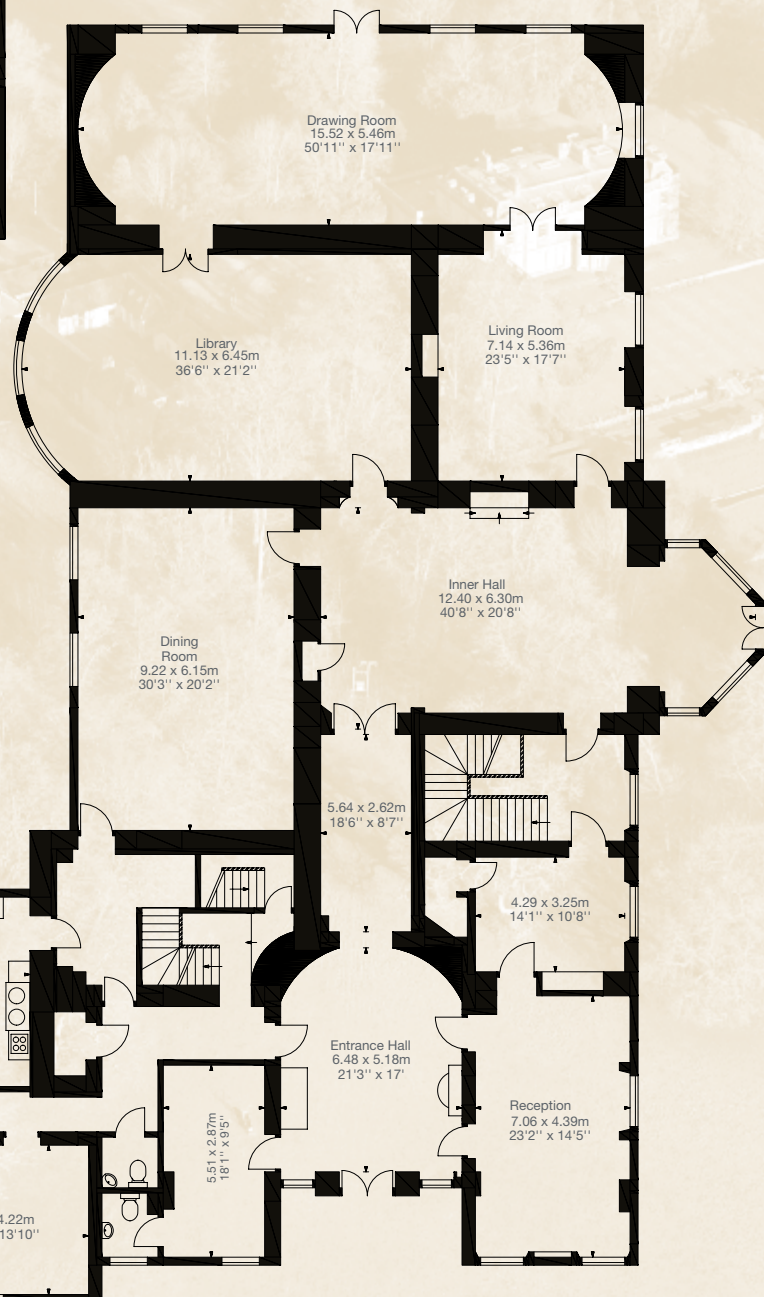 Drawing Room
15.52 x 5.46m
50'11'' x 17'11''
Library
11.13 x 6.45m
36'6'' x 21'2''
Living Room
7.14 x 5.36m
23'5'' x 17'7''
Inner Hall
12.40 x 6.30m
40'8'' x 20'8''
Dining
Room
9.22 x 6.15m
30'3'' x 20'2''
5.64 x 2.62m
18'6'' x 8'7''
4.29 x 3.25m
14'1'' x 10'8''
Entrance Hall
6.48 x 5.18m
21'3'' x 17'
Reception
7.06 x 4.39m
23'2'' x 14'5''
5.51 x 2.87m
18'1'' x 9'5''
4.22m
13'10''